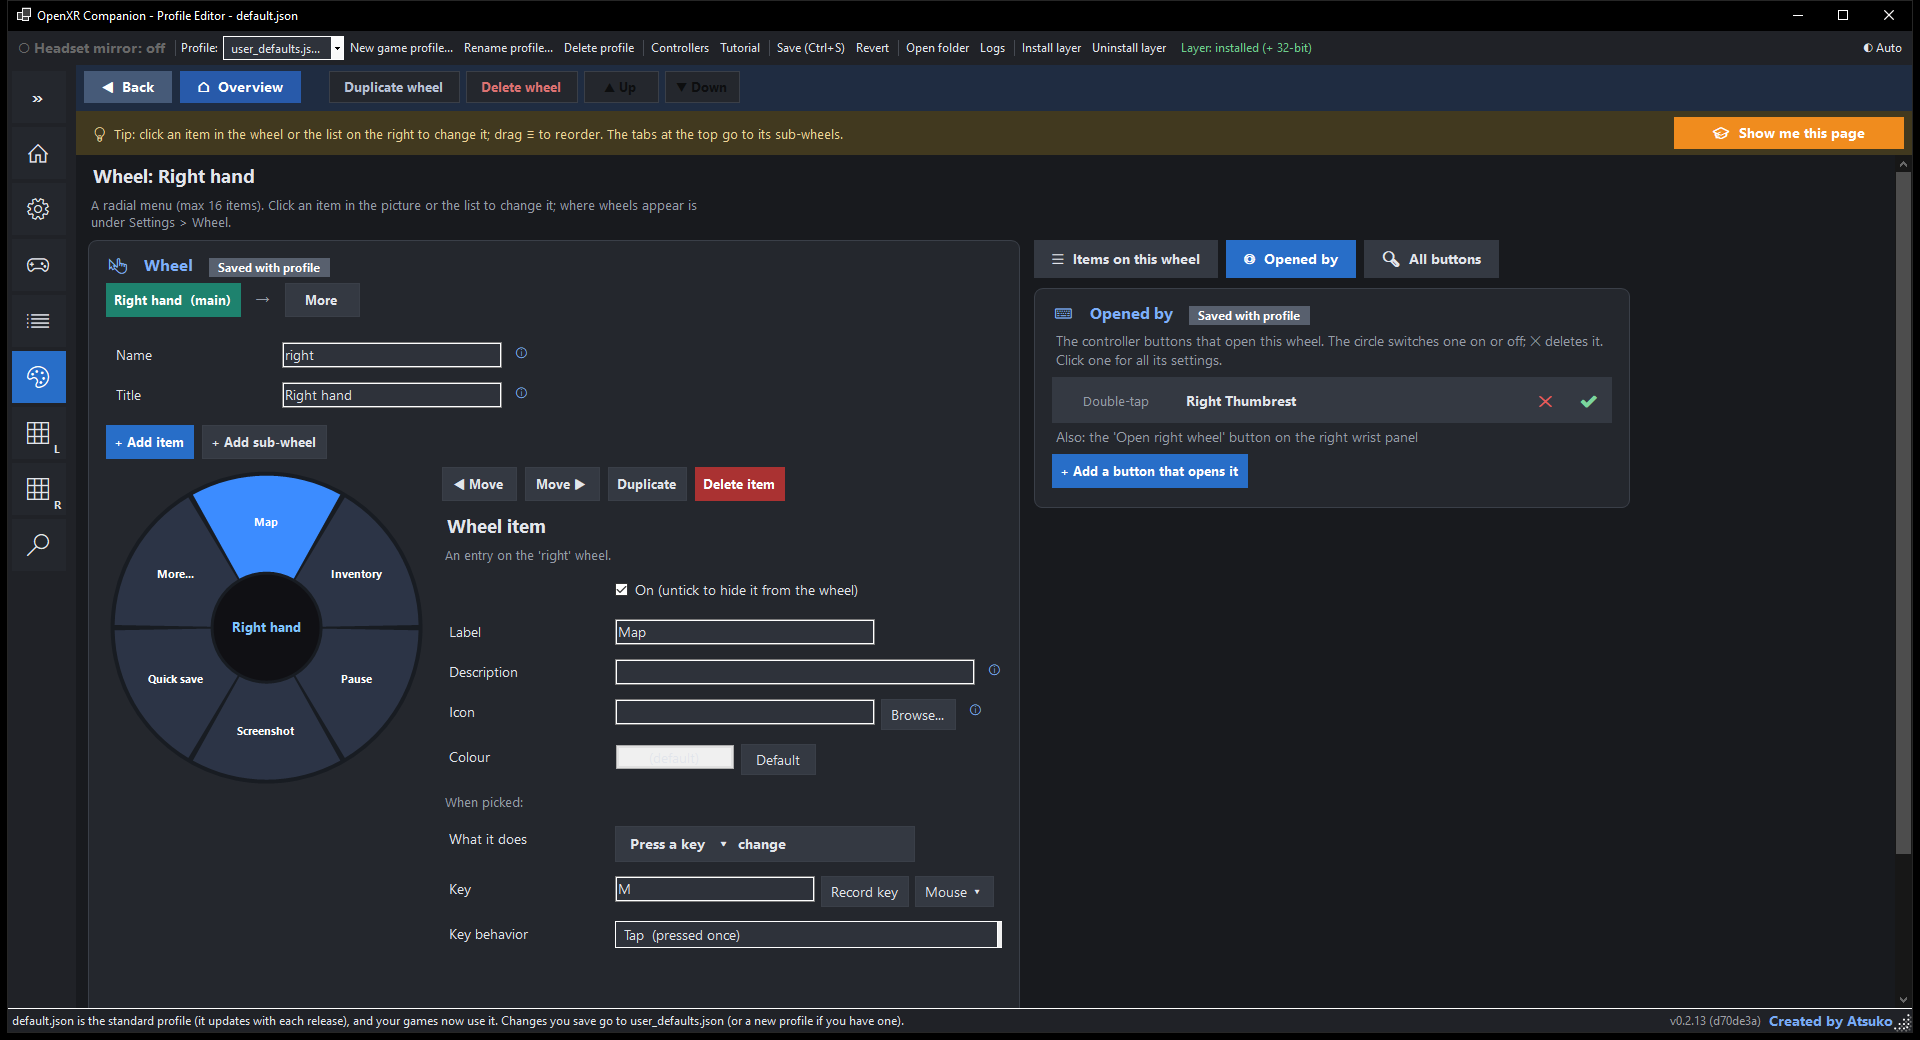 OpenXR Companion - Profile Editor - default.json
Headset mirror: off
Profile: user_defaults.js... New game profile... Rename profile... Delete profile Controllers Tutorial Save (Ctrl+S) Revert Open folder Logs Install layer Uninstall layer Layer: installed (+ 32-bit)
Auto
Back Overview Duplicate wheel Delete wheel Up Down
Tip: click an item in the wheel or the list on the right to change it; drag ≡ to reorder. The tabs at the top go to its sub-wheels.
Show me this page
L
R
Wheel: Right hand
A radial menu (max 16 items). Click an item in the picture or the list to change it; where wheels appear is
under Settings > Wheel.
Wheel Saved with profile
Right hand (main) → More
Name right
Title Right hand
+ Add item + Add sub-wheel
Map
Inventory
Pause
Screenshot
Quick save
More...
Right hand
◀ Move Move ▶ Duplicate Delete item
Wheel item
An entry on the 'right' wheel.
On (untick to hide it from the wheel)
Label Map
Description
Icon Browse...
Colour (default) Default
When picked:
What it does Press a key ▾ change
Key M Record key Mouse ▾
Key behavior Tap (pressed once)
Items on this wheel Opened by All buttons
Opened by Saved with profile
The controller buttons that open this wheel. The circle switches one on or off; ✕ deletes it.
Click one for all its settings.
Double-tap Right Thumbrest
Also: the 'Open right wheel' button on the right wrist panel
+ Add a button that opens it
default.json is the standard profile (it updates with each release), and your games now use it. Changes you save go to user_defaults.json (or a new profile if you have one).
v0.2.13 (d70de3a) Created by Atsuko